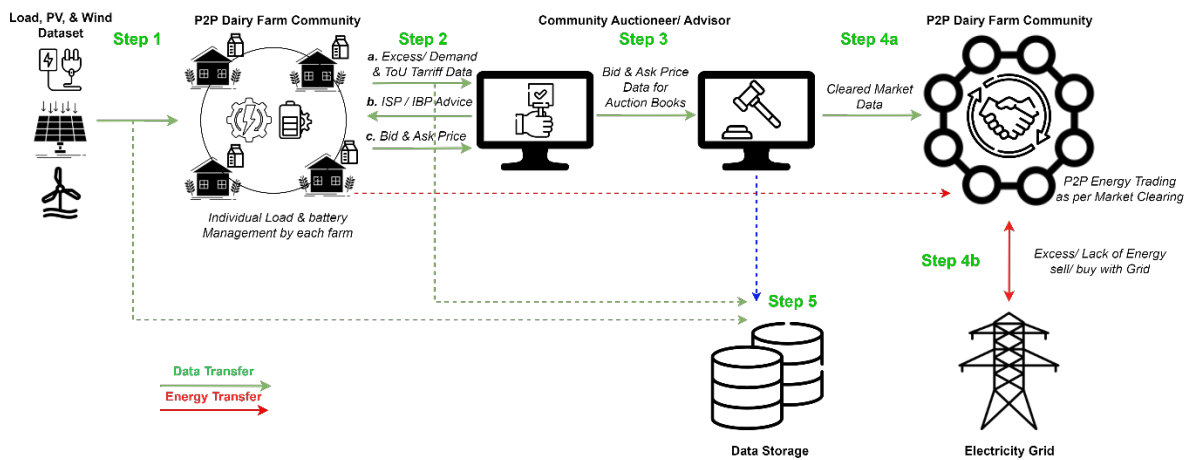 Load, PV, & Wind
Dataset
Step 1
P2P Dairy Farm Community
Individual Load & battery
Management by each farm
Step 2
a. Excess/ Demand
& ToU Tarriff Data
b. ISP / IBP Advice
c. Bid & Ask Price
Community Auctioneer/ Advisor
Step 3
Bid & Ask Price
Data for
Auction Books
Step 4a
Cleared Market
Data
P2P Dairy Farm Community
P2P Energy Trading
as per Market Clearing
Step 4b
Excess/ Lack of Energy
sell/ buy with Grid
Step 5
Data Transfer
Energy Transfer
Data Storage
Electricity Grid